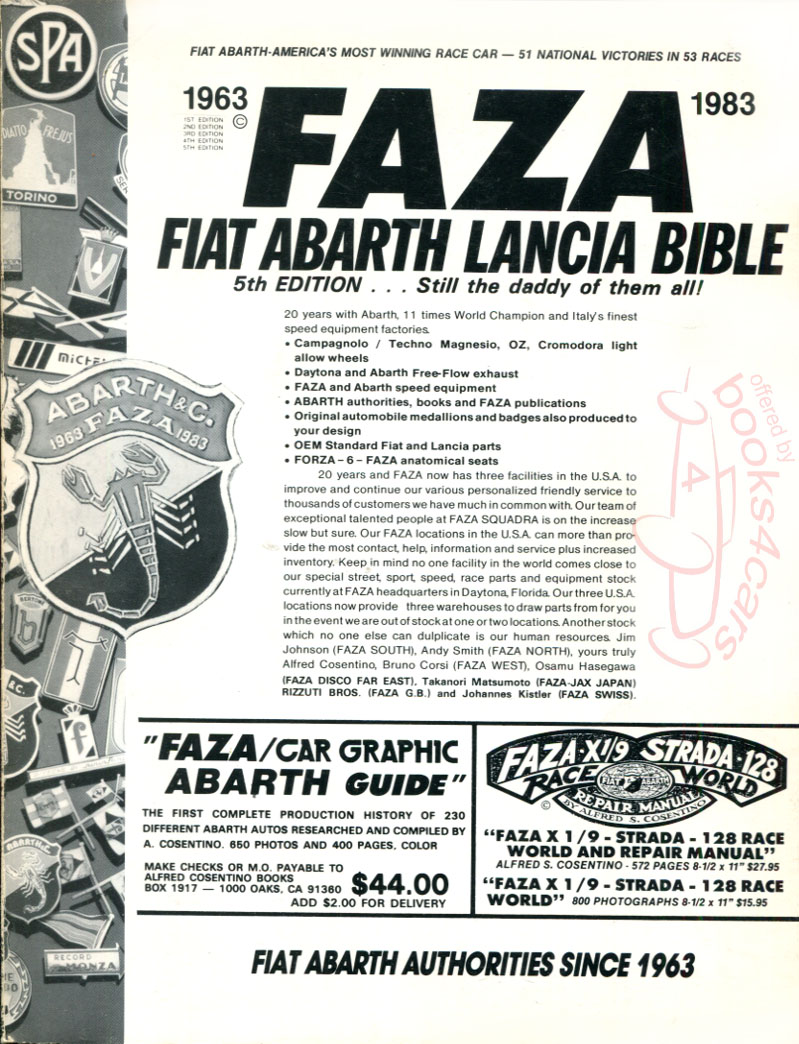 FIAT ABARTH-AMERICA'S MOST WINNING RACE CAR — 51 NATIONAL VICTORIES IN 53 RACES
1963
1ST EDITION
2ND EDITION
3RD EDITION
4TH EDITION
5TH EDITION
©
FAZA
1983
FIAT ABARTH LANCIA BIBLE
5th EDITION . . . Still the daddy of them all!
20 years with Abarth, 11 times World Champion and Italy's finest
speed equipment factories.
• Campagnolo / Techno Magnesio, OZ, Cromodora light
allow wheels
• Daytona and Abarth Free-Flow exhaust
• FAZA and Abarth speed equipment
• ABARTH authorities, books and FAZA publications
• Original automobile medallions and badges also produced to
your design
• OEM Standard Fiat and Lancia parts
• FORZA – 6 – FAZA anatomical seats
20 years and FAZA now has three facilities in the U.S.A. to
improve and continue our various personalized friendly service to
thousands of customers we have much in common with. Our team of
exceptional talented people at FAZA SQUADRA is on the increase
slow but sure. Our FAZA locations in the U.S.A. can more than pro-
vide the most contact, help, information and service plus increased
inventory. Keep in mind no one facility in the world comes close to
our special street, sport, speed, race parts and equipment stock
currently at FAZA headquarters in Daytona, Florida. Our three U.S.A.
locations now provide three warehouses to draw parts from for you
in the event we are out of stock at one or two locations. Another stock
which no one else can dulplicate is our human resources. Jim
Johnson (FAZA SOUTH), Andy Smith (FAZA NORTH), yours truly
Alfred Cosentino, Bruno Corsi (FAZA WEST), Osamu Hasegawa
(FAZA DISCO FAR EAST), Takanori Matsumoto (FAZA-JAX JAPAN)
RIZZUTI BROS. (FAZA G.B.) and Johannes Kistler (FAZA SWISS).
SPA
DIATTO FREJUS
TORINO
MICHE
ABARTH & C.
1963 FAZA 1983
BERTONE
b
f
ABARTH & C.
RECORD
MONZA
offered by
books4cars
4
"FAZA/CAR GRAPHIC
ABARTH GUIDE"
THE FIRST COMPLETE PRODUCTION HISTORY OF 230
DIFFERENT ABARTH AUTOS RESEARCHED AND COMPILED BY
A. COSENTINO. 650 PHOTOS AND 400 PAGES, COLOR
MAKE CHECKS OR M.O. PAYABLE TO
ALFRED COSENTINO BOOKS
BOX 1917 — 1000 OAKS, CA 91360
$44.00
ADD $2.00 FOR DELIVERY
FAZA-X1/9 STRADA-128
RACE WORLD
FIAT ABARTH
REPAIR MANUAL
© BY ALFRED S. COSENTINO
"FAZA X 1/9 - STRADA - 128 RACE
WORLD AND REPAIR MANUAL"
ALFRED S. COSENTINO - 572 PAGES 8-1/2 x 11" $27.95
"FAZA X 1/9 - STRADA - 128 RACE
WORLD" 800 PHOTOGRAPHS 8-1/2 x 11" $15.95
FIAT ABARTH AUTHORITIES SINCE 1963